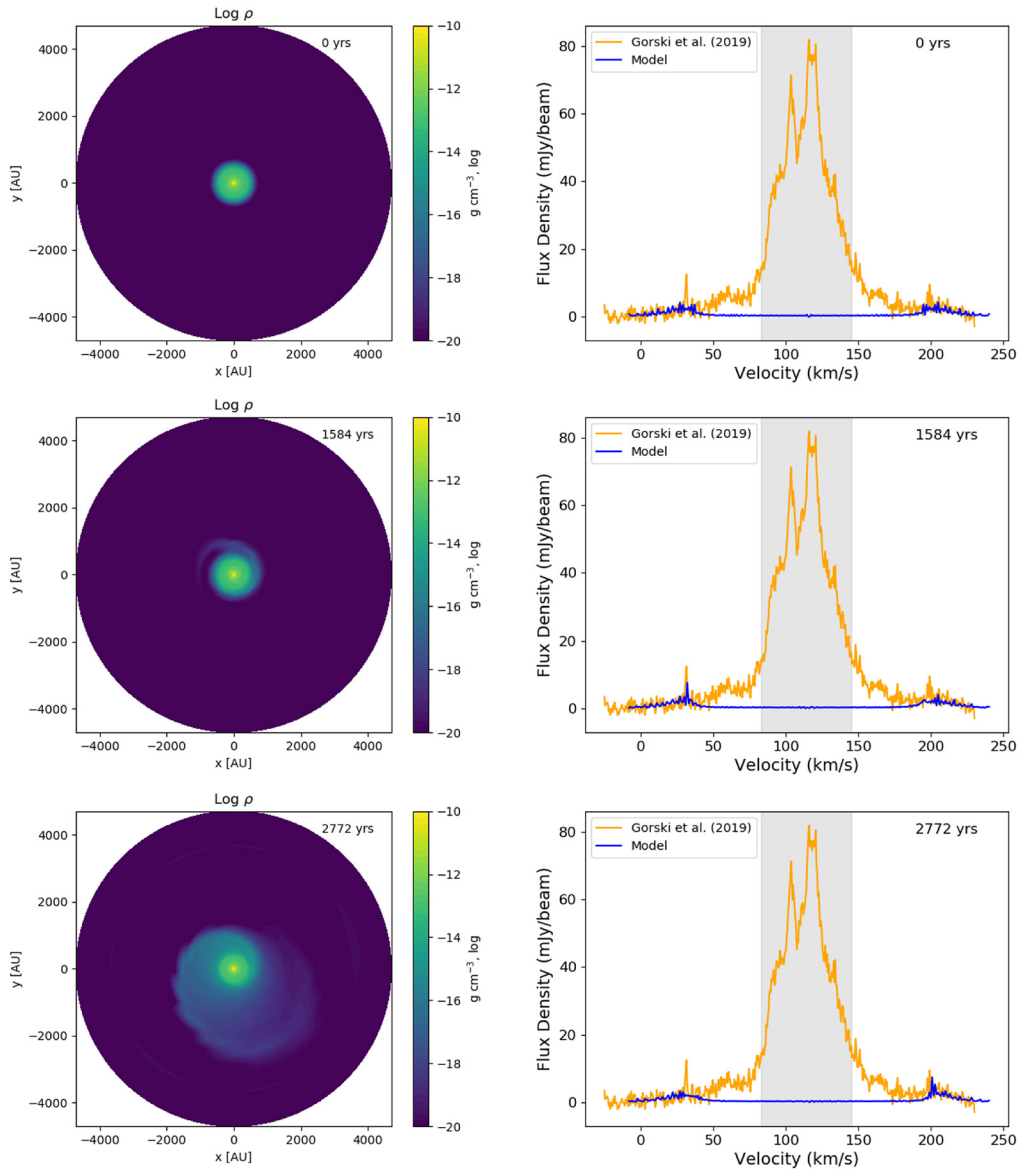 Log ρ
0 yrs
4000
2000
0
−2000
−4000
y [AU]
−4000 −2000 0 2000 4000
x [AU]
−10
−12
−14
−16
−18
−20
g cm⁻³, log
Gorski et al. (2019)
Model
0 yrs
80
60
40
20
0
Flux Density (mJy/beam)
0 50 100 150 200 250
Velocity (km/s)
Log ρ
1584 yrs
4000
2000
0
−2000
−4000
y [AU]
−4000 −2000 0 2000 4000
x [AU]
−10
−12
−14
−16
−18
−20
g cm⁻³, log
Gorski et al. (2019)
Model
1584 yrs
80
60
40
20
0
Flux Density (mJy/beam)
0 50 100 150 200 250
Velocity (km/s)
Log ρ
2772 yrs
4000
2000
0
−2000
−4000
y [AU]
−4000 −2000 0 2000 4000
x [AU]
−10
−12
−14
−16
−18
−20
g cm⁻³, log
Gorski et al. (2019)
Model
2772 yrs
80
60
40
20
0
Flux Density (mJy/beam)
0 50 100 150 200 250
Velocity (km/s)